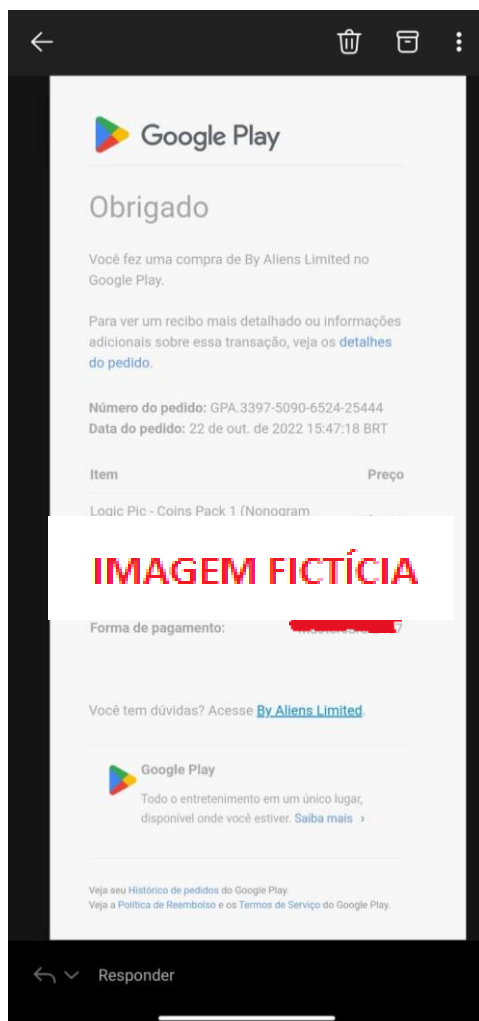 Google Play
Obrigado
Você fez uma compra de By Aliens Limited no
Google Play.
Para ver um recibo mais detalhado ou informações
adicionais sobre essa transação, veja os detalhes
do pedido.
Número do pedido: GPA.3397-5090-6524-25444
Data do pedido: 22 de out. de 2022 15:47:18 BRT
Item Preço
Logic Pic - Coins Pack 1 (Nonogram
IMAGEM FICTÍCIA
Forma de pagamento:
Você tem dúvidas? Acesse By Aliens Limited.
Google Play
Todo o entretenimento em um único lugar,
disponível onde você estiver. Saiba mais ›
Veja seu Histórico de pedidos do Google Play.
Veja a Política de Reembolso e os Termos de Serviço do Google Play.
Responder